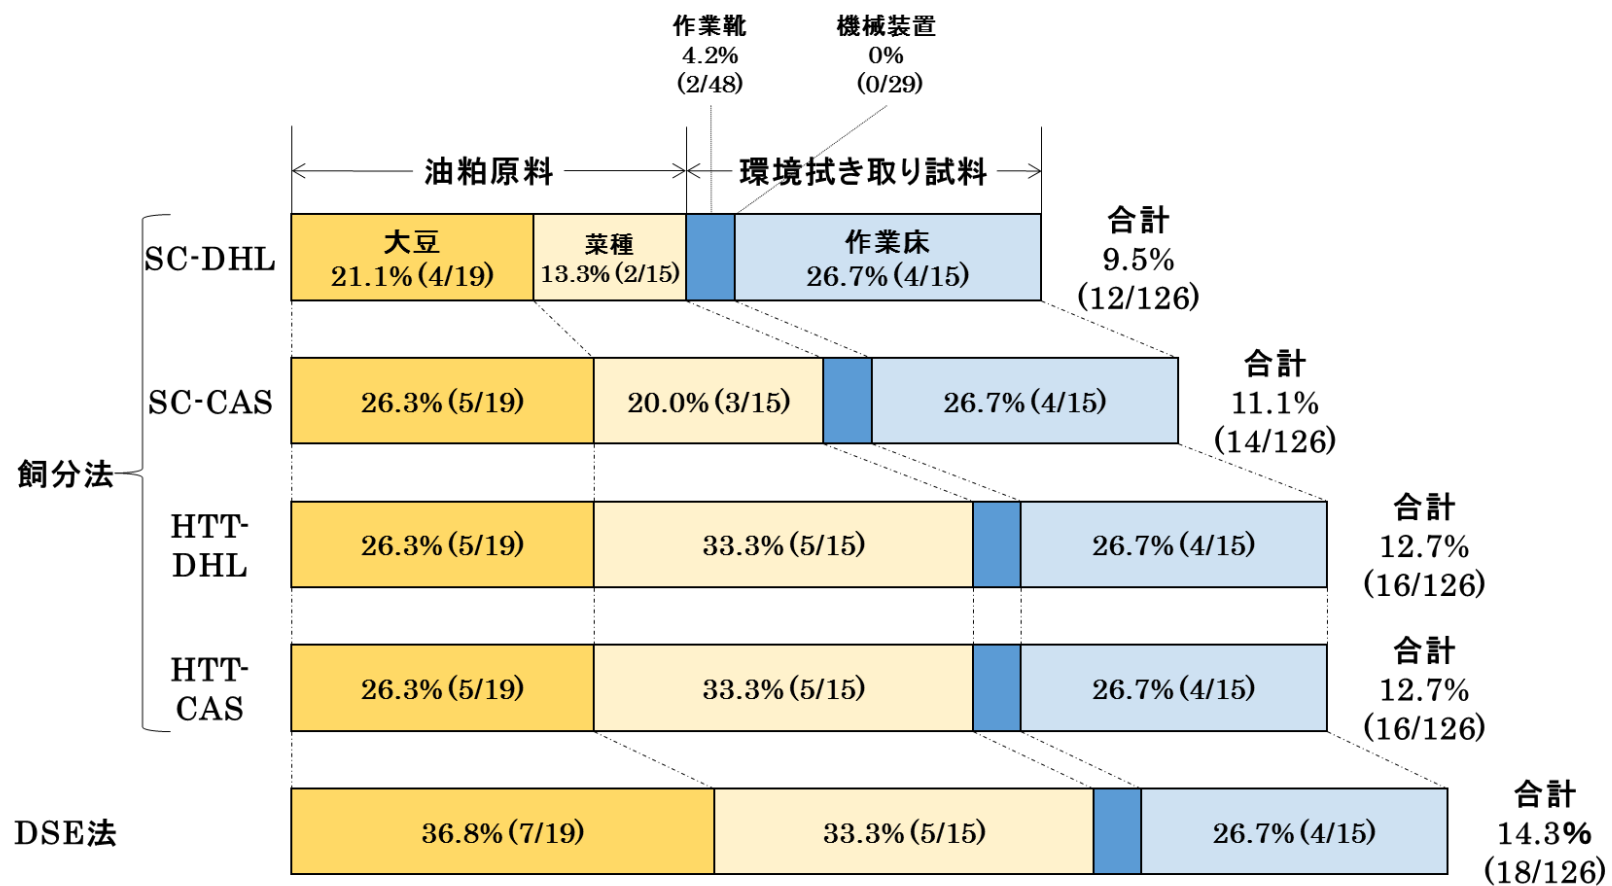 作業靴
4.2%
(2/48)
機械装置
0%
(0/29)
油粕原料
環境拭き取り試料
飼分法
SC-DHL
大豆
21.1% (4/19)
菜種
13.3% (2/15)
作業床
26.7% (4/15)
合計
9.5%
(12/126)
SC-CAS
26.3% (5/19)
20.0% (3/15)
26.7% (4/15)
合計
11.1%
(14/126)
HTT-
DHL
26.3% (5/19)
33.3% (5/15)
26.7% (4/15)
合計
12.7%
(16/126)
HTT-
CAS
26.3% (5/19)
33.3% (5/15)
26.7% (4/15)
合計
12.7%
(16/126)
DSE法
36.8% (7/19)
33.3% (5/15)
26.7% (4/15)
合計
14.3%
(18/126)